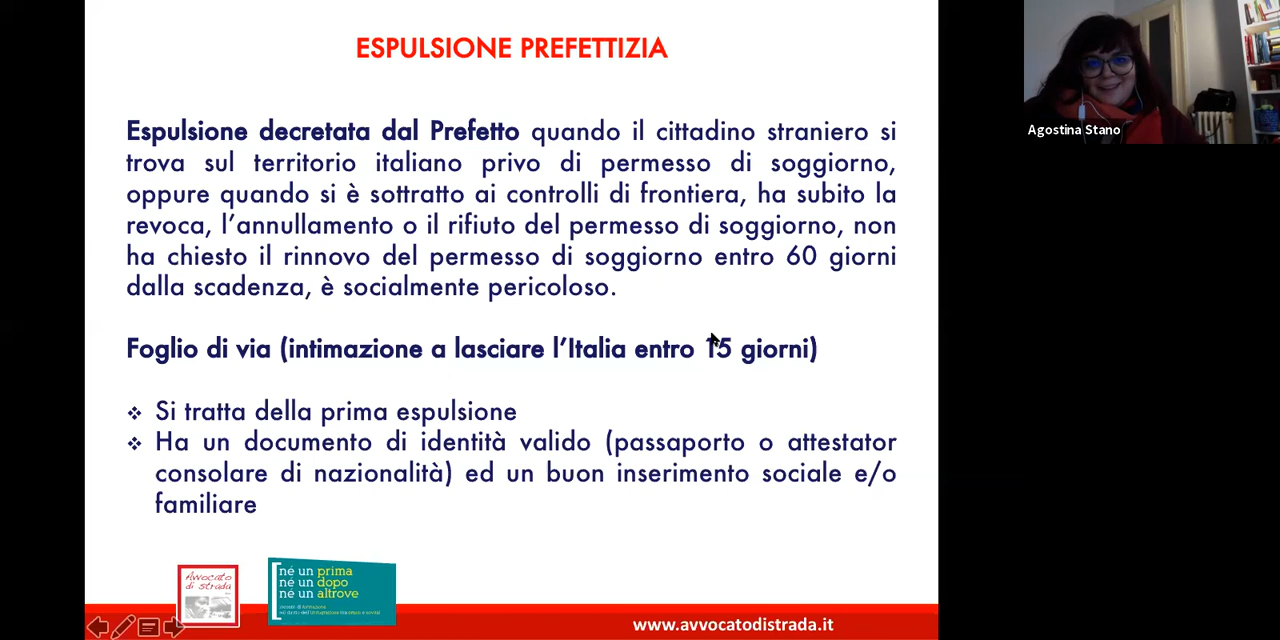 ESPULSIONE PREFETTIZIA
Espulsione decretata dal Prefetto quando il cittadino straniero si
trova sul territorio italiano privo di permesso di soggiorno,
oppure quando si è sottratto ai controlli di frontiera, ha subito la
revoca, l'annullamento o il rifiuto del permesso di soggiorno, non
ha chiesto il rinnovo del permesso di soggiorno entro 60 giorni
dalla scadenza, è socialmente pericoloso.
Foglio di via (intimazione a lasciare l'Italia entro 15 giorni)
Si tratta della prima espulsione
Ha un documento di identità valido (passaporto o attestator
consolare di nazionalità) ed un buon inserimento sociale e/o
familiare
Avvocato
di strada
né un prima
né un dopo
né un altrove
www.avvocatodistrada.it
Agostina Stano